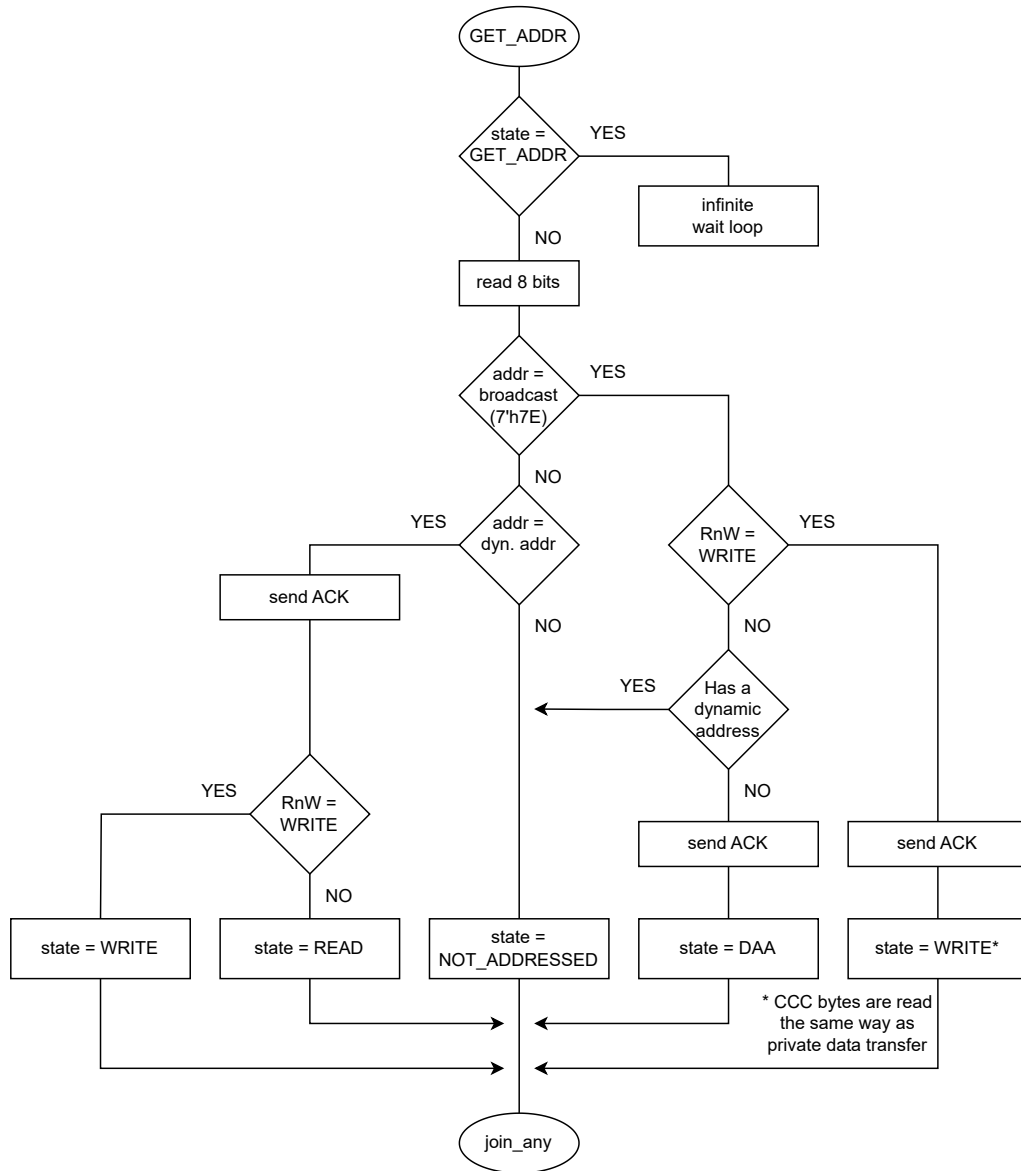 GET_ADDR
state =
GET_ADDR
YES
infinite
wait loop
NO
read 8 bits
addr =
broadcast
(7'h7E)
YES
NO
YES
addr =
dyn. addr
RnW =
WRITE
YES
send ACK
NO
NO
YES
Has a
dynamic
address
YES
RnW =
WRITE
NO
send ACK
send ACK
NO
state = WRITE
state = READ
state =
NOT_ADDRESSED
state = DAA
state = WRITE*
* CCC bytes are read
the same way as
private data transfer
join_any